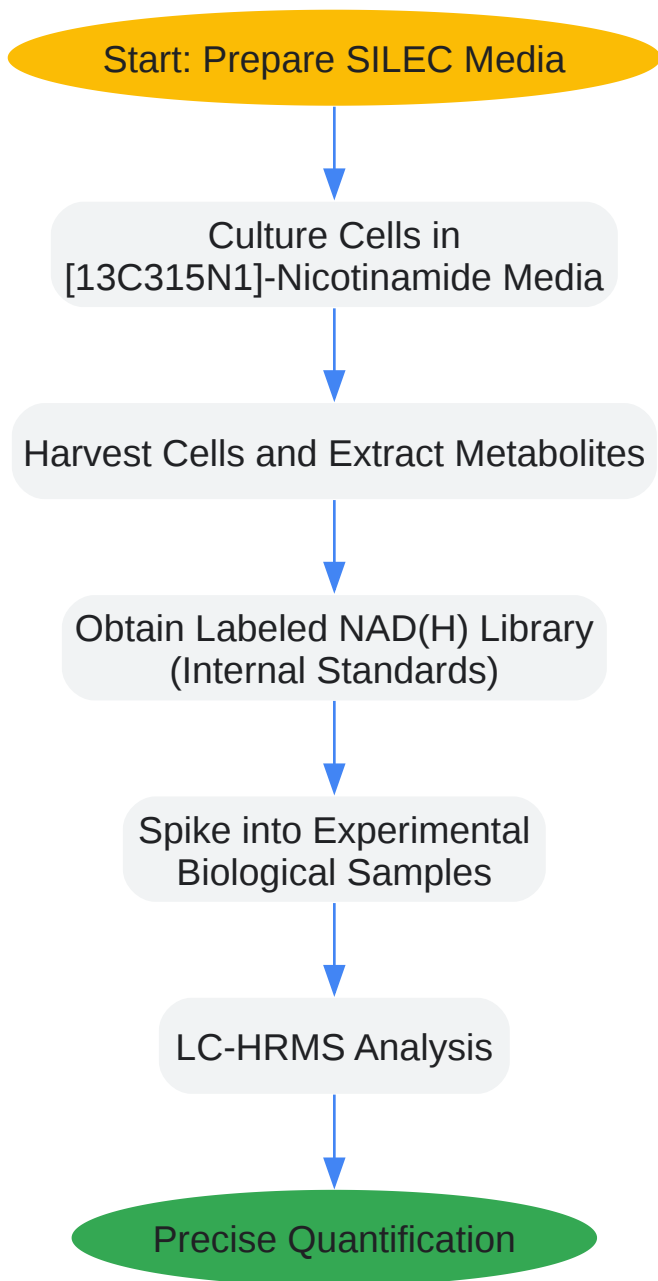 Start: Prepare SILEC Media
Culture Cells in
[13C315N1]-Nicotinamide Media
Harvest Cells and Extract Metabolites
Obtain Labeled NAD(H) Library
(Internal Standards)
Spike into Experimental
Biological Samples
LC-HRMS Analysis
Precise Quantification